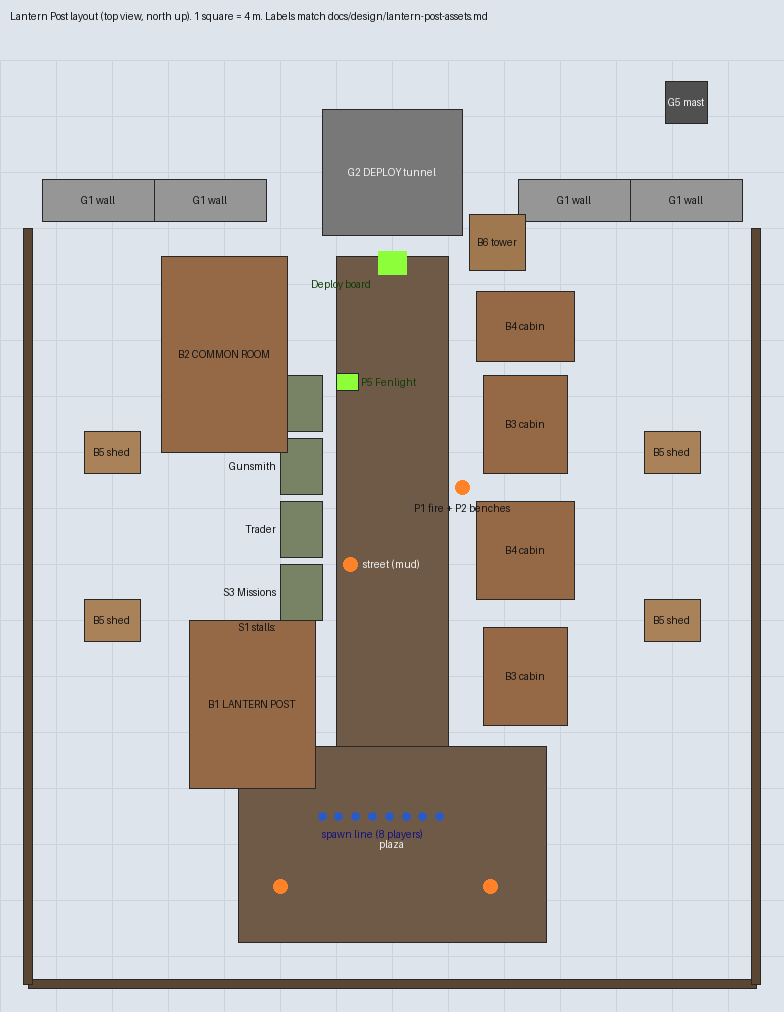 Lantern Post layout (top view, north up). 1 square = 4 m. Labels match docs/design/lantern-post-assets.md
G5 mast
G2 DEPLOY tunnel
G1 wall
G1 wall
G1 wall
G1 wall
B6 tower
Deploy board
B4 cabin
B2 COMMON ROOM
P5 Fenlight
B3 cabin
B5 shed
B5 shed
Gunsmith
P1 fire + P2 benches
Trader
B4 cabin
street (mud)
S3 Missions
B5 shed
B5 shed
S1 stalls:
B3 cabin
B1 LANTERN POST
spawn line (8 players)
plaza